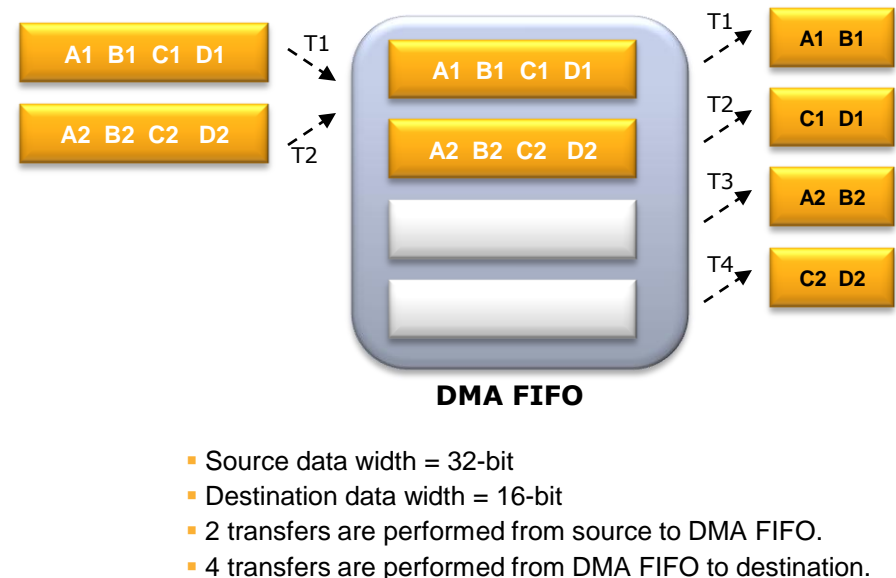 A1 B1 C1 D1
A2 B2 C2 D2
T1
T2
A1 B1 C1 D1
A2 B2 C2 D2
T1
T2
T3
T4
A1 B1
C1 D1
A2 B2
C2 D2
DMA FIFO
Source data width = 32-bit
Destination data width = 16-bit
2 transfers are performed from source to DMA FIFO.
4 transfers are performed from DMA FIFO to destination.